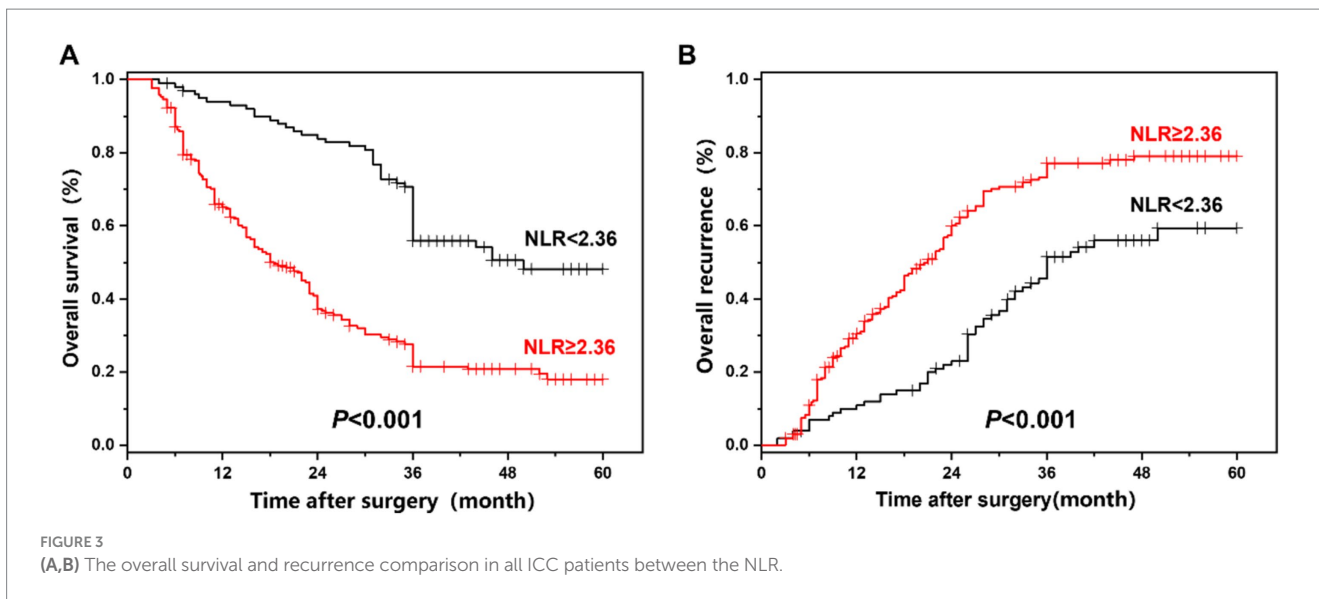 A
Overall survival (%)
1.0
0.8
0.6
0.4
0.2
0.0
NLR<2.36
NLR≥2.36
P<0.001
0 12 24 36 48 60
Time after surgery (month)
B
Overall recurrence (%)
1.0
0.8
0.6
0.4
0.2
0.0
NLR≥2.36
NLR<2.36
P<0.001
0 12 24 36 48 60
Time after surgery(month)
FIGURE 3
(A,B) The overall survival and recurrence comparison in all ICC patients between the NLR.